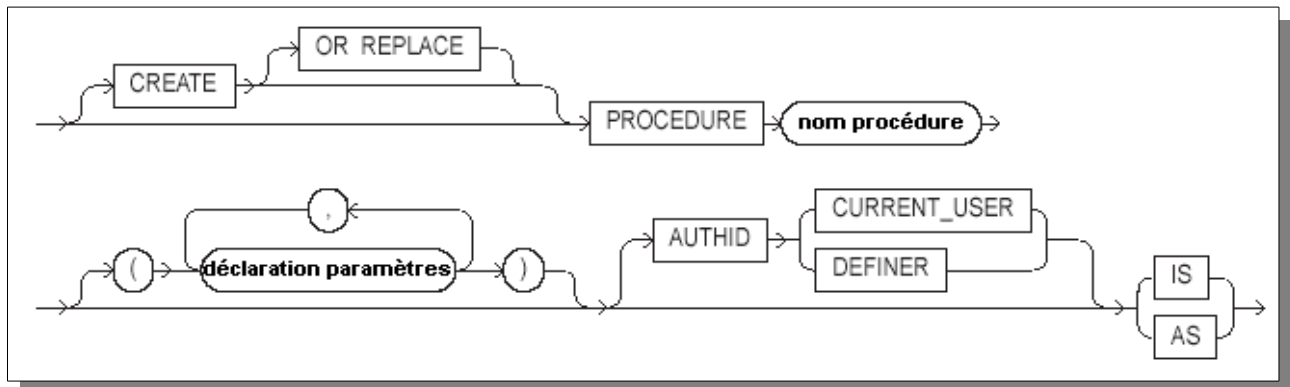 OR REPLACE
CREATE
PROCEDURE nom procédure
,
CURRENT_USER
AUTHID
( déclaration paramètres )
DEFINER
IS
AS